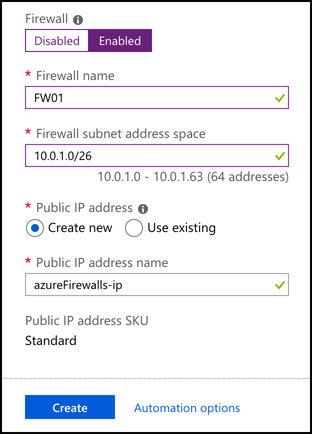 Firewall
Disabled Enabled
* Firewall name
FW01
* Firewall subnet address space
10.0.1.0/26
10.0.1.0 - 10.0.1.63 (64 addresses)
* Public IP address
Create new Use existing
* Public IP address name
azureFirewalls-ip
Public IP address SKU
Standard
Create Automation options